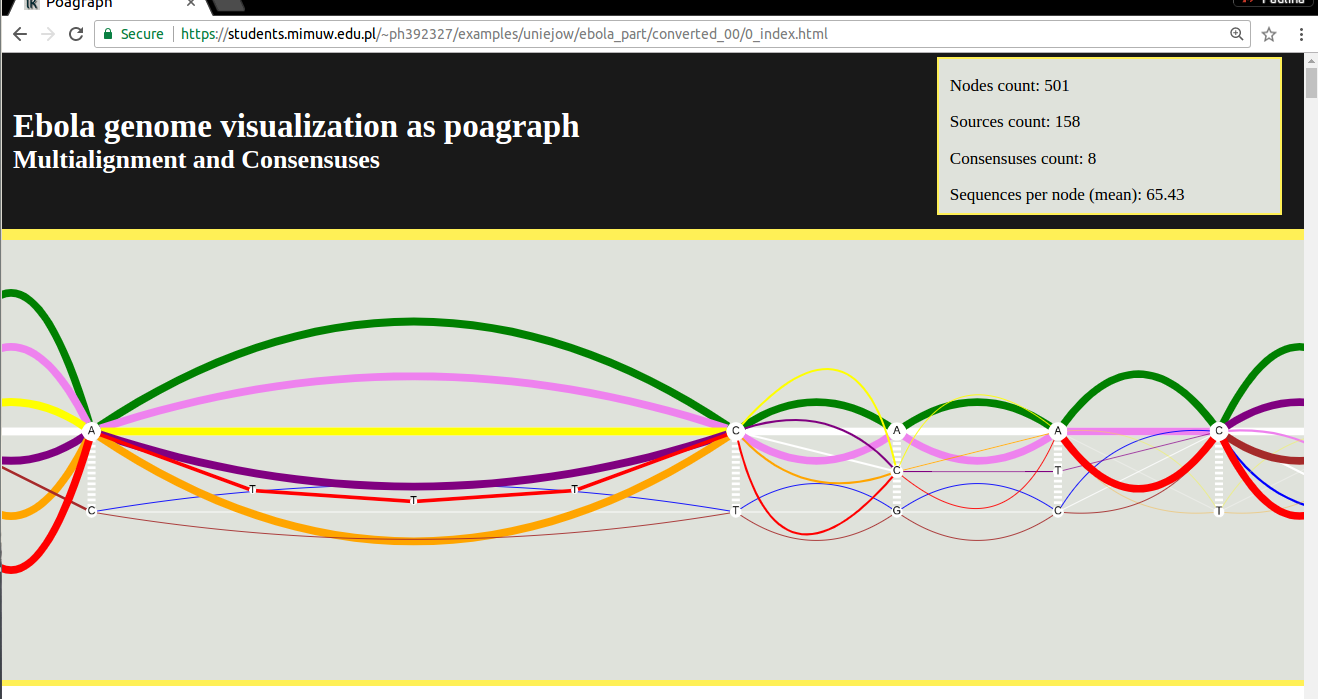 Poagraph
Secure
https://students.mimuw.edu.pl/~ph392327/examples/uniejow/ebola_part/converted_00/0_index.html
Ebola genome visualization as poagraph
Multialignment and Consensuses
Nodes count: 501
Sources count: 158
Consensuses count: 8
Sequences per node (mean): 65.43
A C A A C
C T
T T T
C T G C T